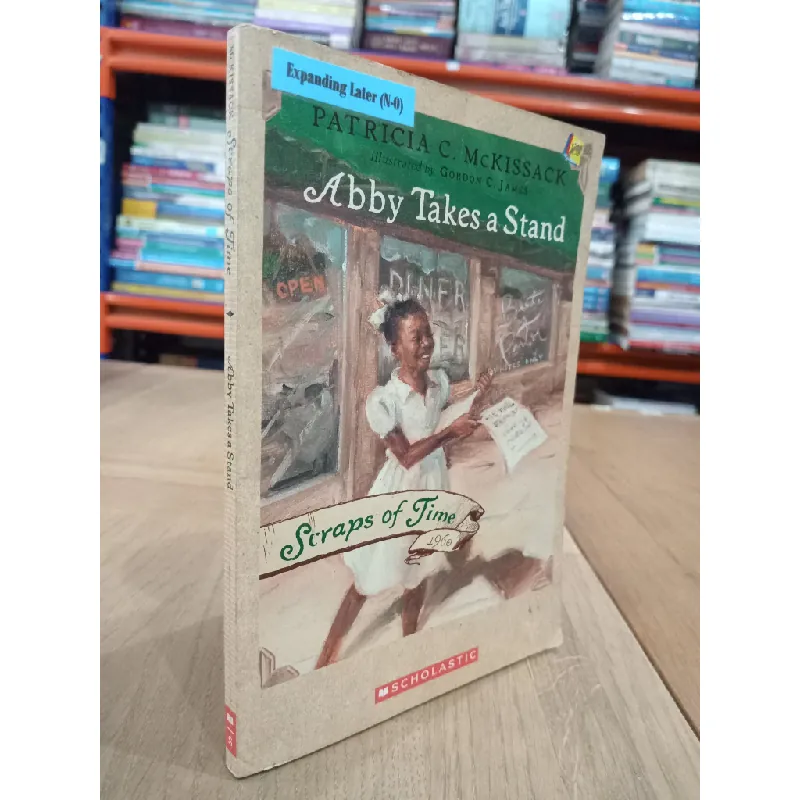 Expanding Later (N-O)
PATRICIA C. McKISSACK
illustrated by GORDON C. JAMES
Abby Takes a Stand
OPEN
DINER
Scraps of Time
1960
SCHOLASTIC
McKISSACK Scraps of Time Abby Takes a Stand